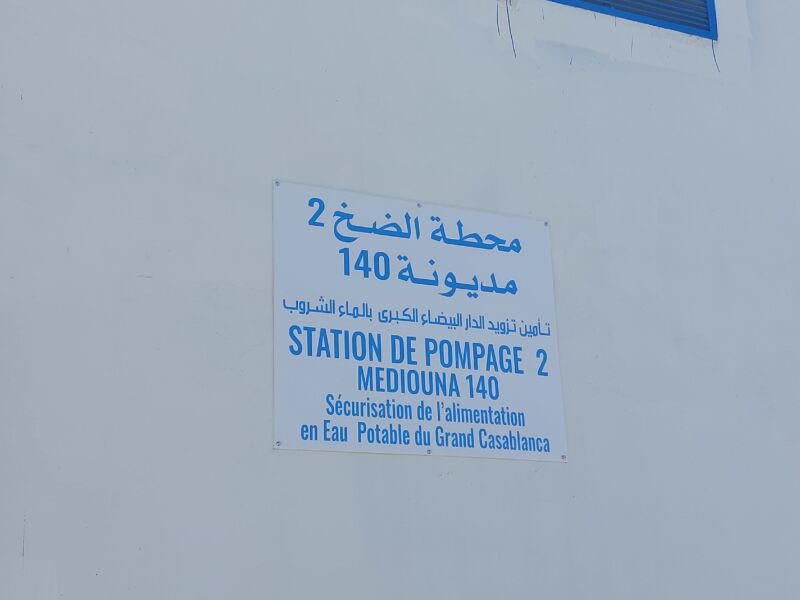 محطة الضخ 2
مديونة 140
تأمين تزويد الدار البيضاء الكبرى بالماء الشروب
STATION DE POMPAGE 2
MEDIOUNA 140
Sécurisation de l'alimentation
en Eau Potable du Grand Casablanca